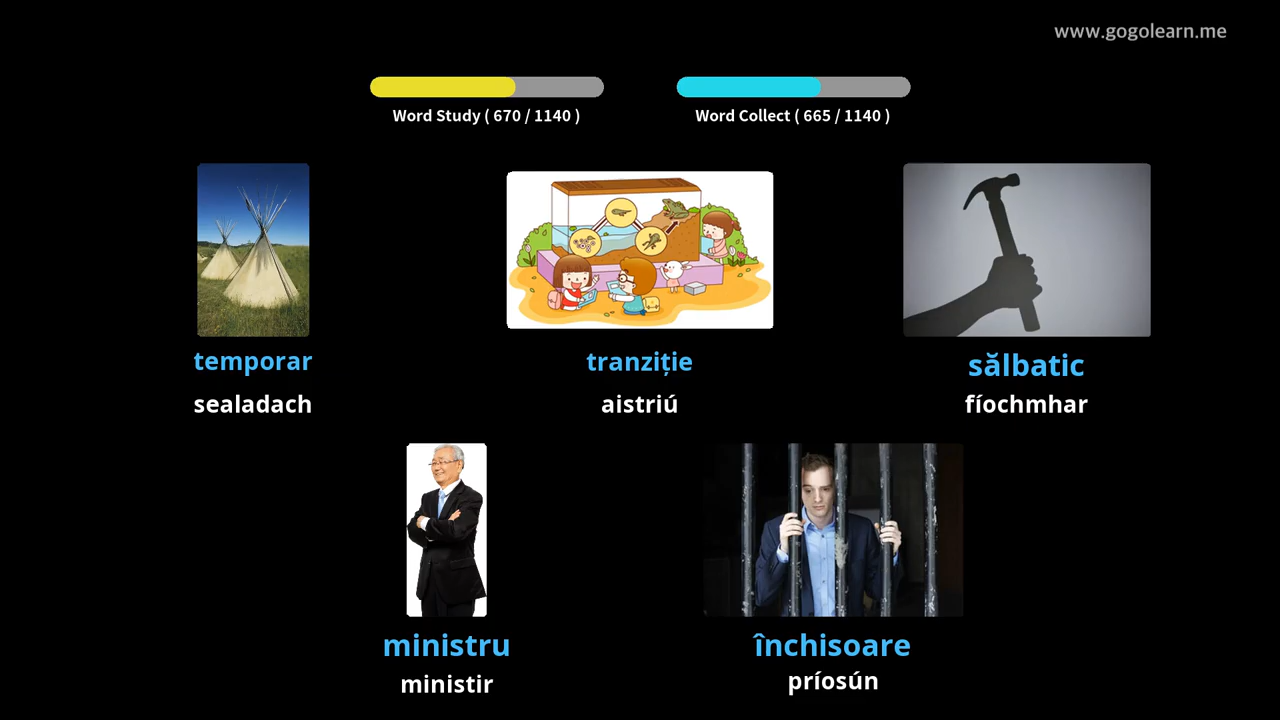 www.gogolearn.me
Word Study ( 670 / 1140 )
Word Collect ( 665 / 1140 )
temporar
sealadach
tranziție
aistriú
sălbatic
fíochmhar
ministru
ministir
închisoare
príosún